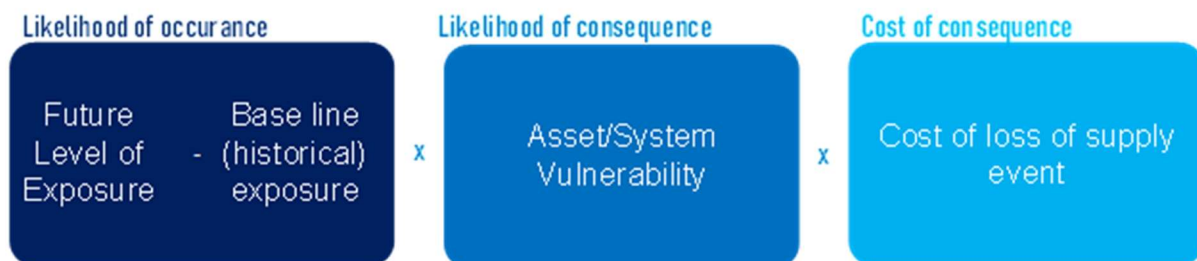 Likelihood of occurance
Likelihood of consequence
Cost of consequence
Future
Level of
Exposure
-
Base line
(historical)
exposure
x
Asset/System
Vulnerability
x
Cost of loss of supply
event